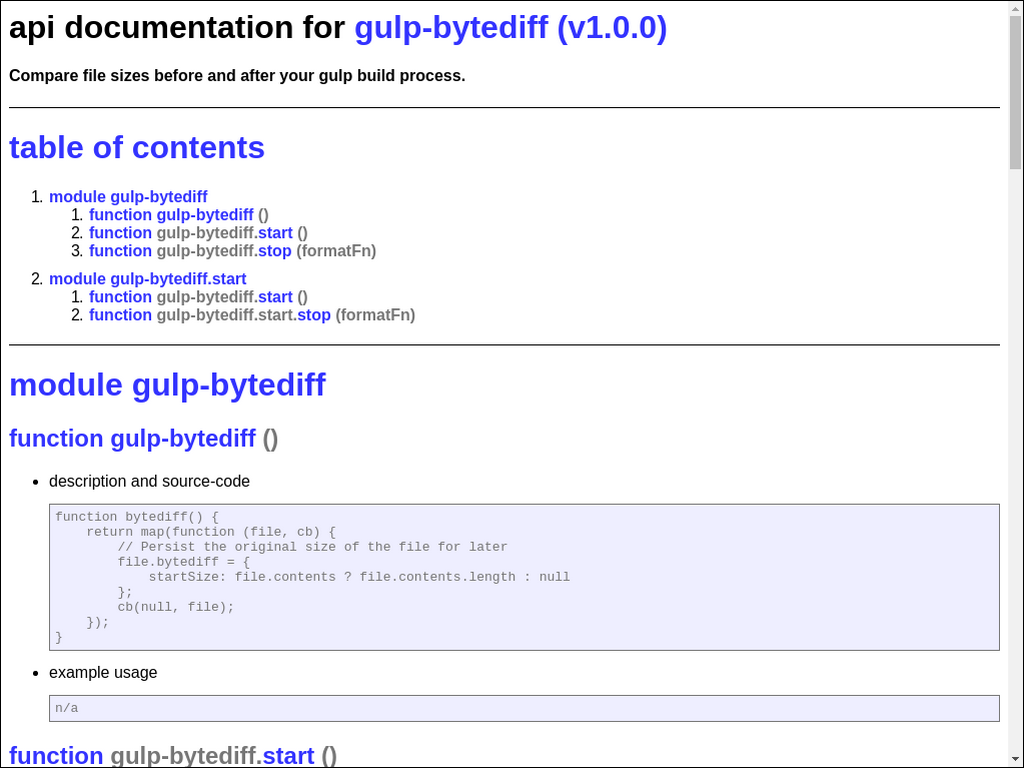 api documentation for gulp-bytediff (v1.0.0)
Compare file sizes before and after your gulp build process.
table of contents
1. module gulp-bytediff
1. function gulp-bytediff ()
2. function gulp-bytediff.start ()
3. function gulp-bytediff.stop (formatFn)
2. module gulp-bytediff.start
1. function gulp-bytediff.start ()
2. function gulp-bytediff.start.stop (formatFn)
module gulp-bytediff
function gulp-bytediff ()
• description and source-code
function bytediff() {
    return map(function (file, cb) {
        // Persist the original size of the file for later
        file.bytediff = {
            startSize: file.contents ? file.contents.length : null
        };
        cb(null, file);
    });
}
• example usage
n/a
function gulp-bytediff.start ()